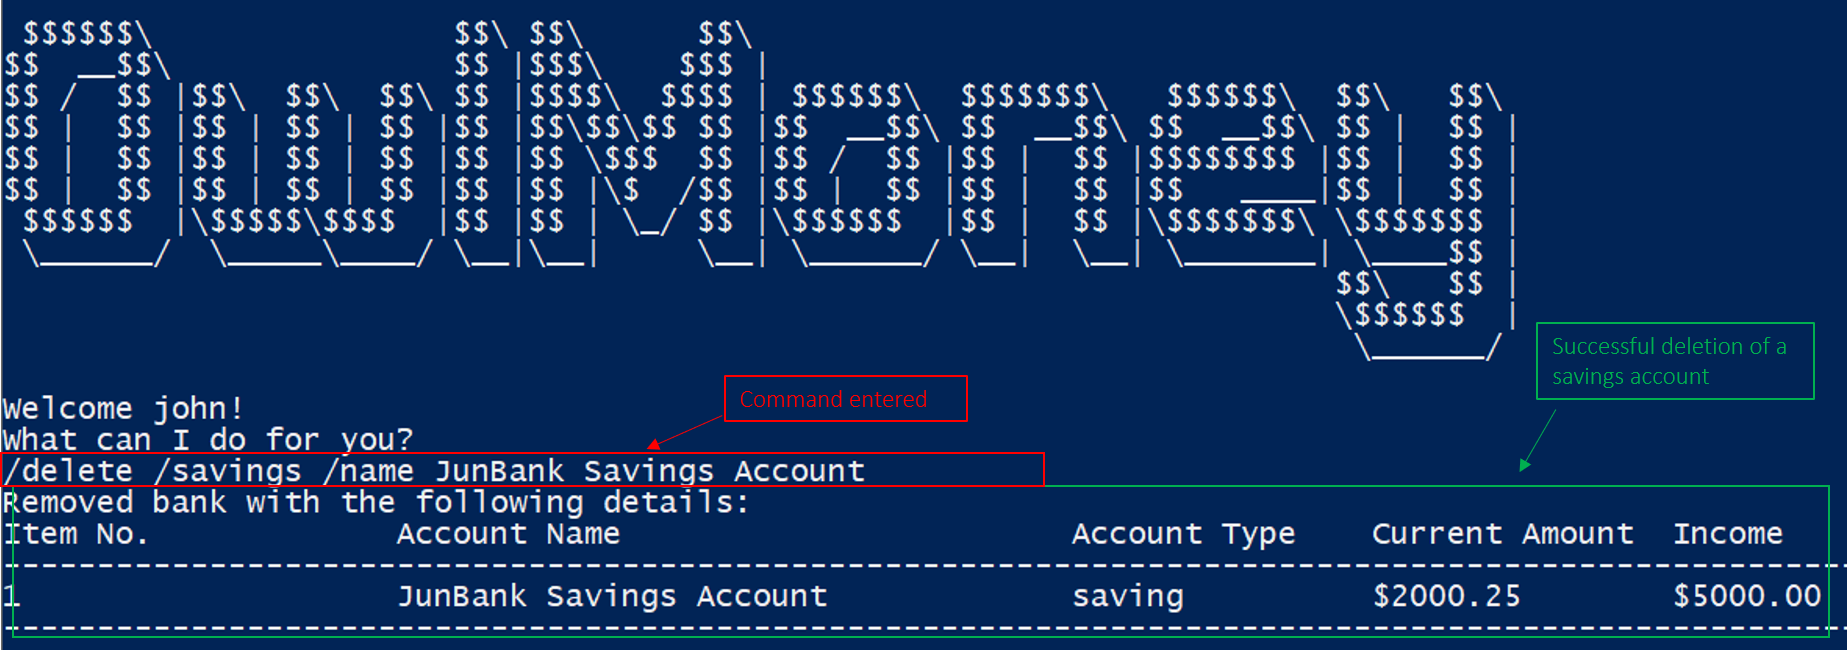 OwlMoney
Welcome john!
What can I do for you?
Command entered
/delete /savings /name JunBank Savings Account
Successful deletion of a
savings account
Removed bank with the following details:
Item No. Account Name Account Type Current Amount Income
1 JunBank Savings Account saving $2000.25 $5000.00